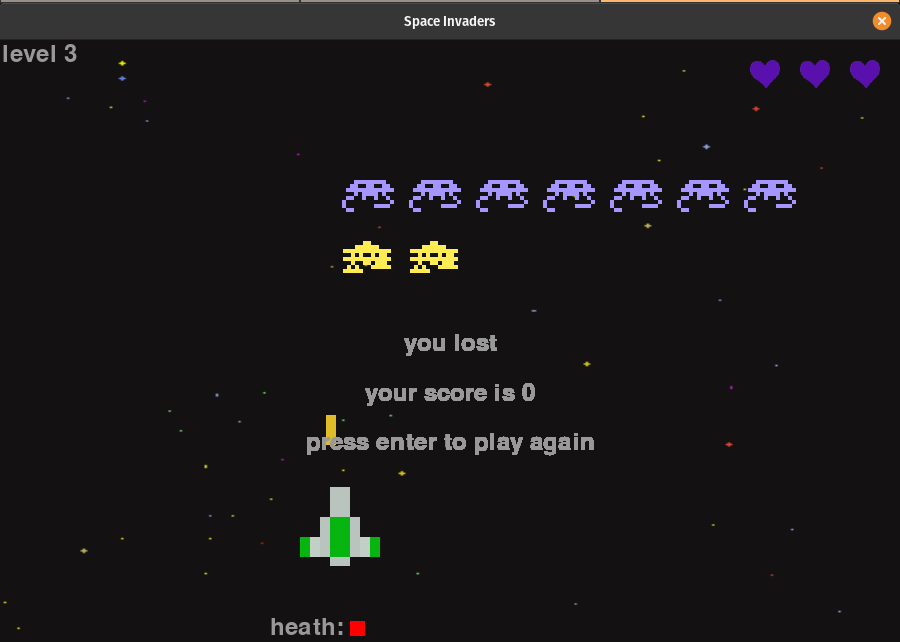 Space Invaders
level 3
you lost
your score is 0
press enter to play again
heath: